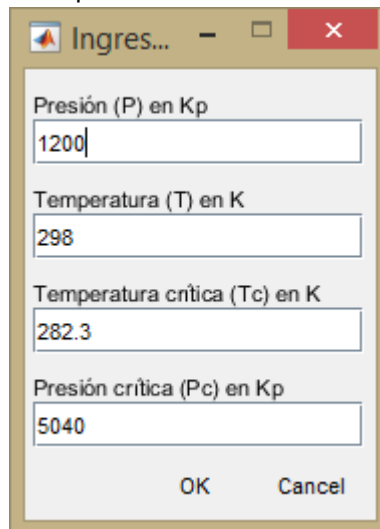 Ingres...
Presión (P) en Kp
1200
Temperatura (T) en K
298
Temperatura crítica (Tc) en K
282.3
Presión crítica (Pc) en Kp
5040
OK Cancel